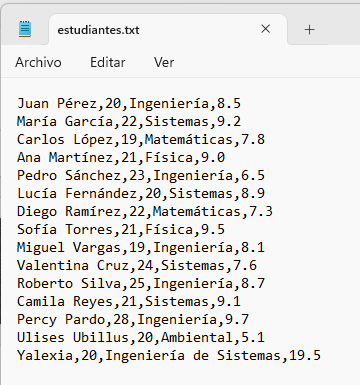 estudiantes.txt
Archivo Editar Ver
Juan Pérez,20,Ingeniería,8.5
María García,22,Sistemas,9.2
Carlos López,19,Matemáticas,7.8
Ana Martínez,21,Física,9.0
Pedro Sánchez,23,Ingeniería,6.5
Lucía Fernández,20,Sistemas,8.9
Diego Ramírez,22,Matemáticas,7.3
Sofía Torres,21,Física,9.5
Miguel Vargas,19,Ingeniería,8.1
Valentina Cruz,24,Sistemas,7.6
Roberto Silva,25,Ingeniería,8.7
Camila Reyes,21,Sistemas,9.1
Percy Pardo,28,Ingeniería,9.7
Ulises Ubillus,20,Ambiental,5.1
Yalexia,20,Ingeniería de Sistemas,19.5